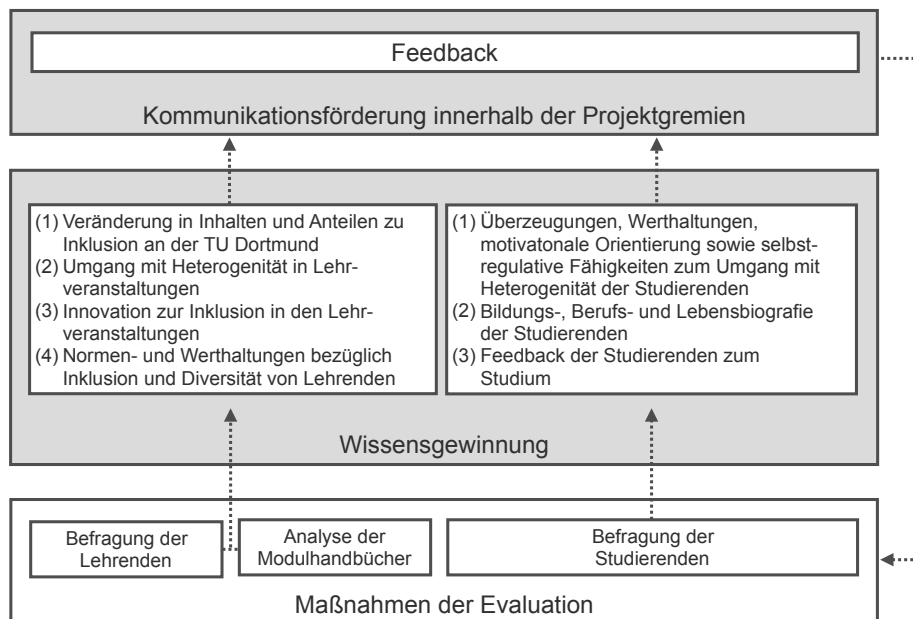 Feedback
Kommunikationsförderung innerhalb der Projektgremien
(1) Veränderung in Inhalten und Anteilen zu
Inklusion an der TU Dortmund
(2) Umgang mit Heterogenität in Lehr-
veranstaltungen
(3) Innovation zur Inklusion in den Lehr-
veranstaltungen
(4) Normen- und Werthaltungen bezüglich
Inklusion und Diversität von Lehrenden
(1) Überzeugungen, Werthaltungen,
motivatonale Orientierung sowie selbst-
regulative Fähigkeiten zum Umgang mit
Heterogenität der Studierenden
(2) Bildungs-, Berufs- und Lebensbiografie
der Studierenden
(3) Feedback der Studierenden zum
Studium
Wissensgewinnung
Befragung der
Lehrenden
Analyse der
Modulhandbücher
Befragung der
Studierenden
Maßnahmen der Evaluation